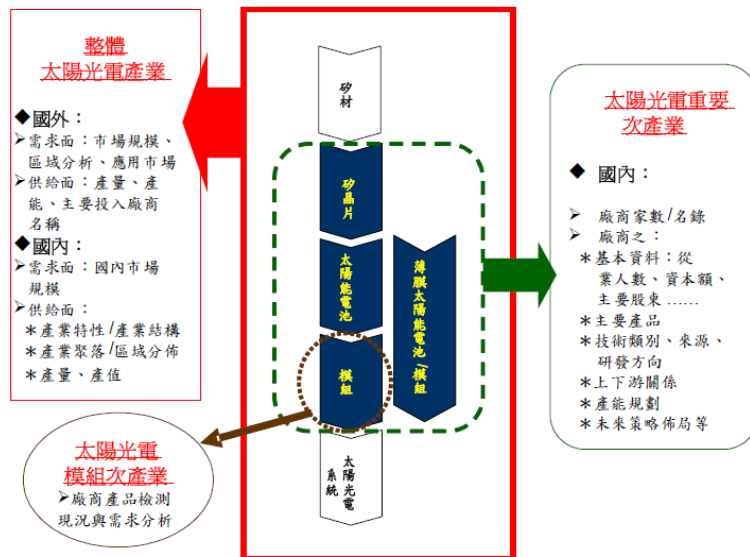 整體
太陽光電產業
◆國外：
➢需求面：市場規模、
區域分析、應用市場
➢供給面：產量、產
能、主要投入廠商
名稱
◆國內：
➢需求面：國內市場
規模
➢供給面：
＊產業特性/產業結構
＊產業聚落/區域分佈
＊產量、產值
太陽光電
模組次產業
➢廠商產品檢測
現況與需求分析
矽材
矽晶片
太陽能電池
模組
薄膜太陽能電池/模組
太陽光電
系統
太陽光電重要
次產業
◆ 國內：
➢ 廠商家數/名錄
➢ 廠商之：
＊基本資料：從
業人數、資本額、
主要股東……
＊主要產品
＊技術類別、來源、
研發方向
＊上下游關係
＊產能規劃
＊未來策略佈局等